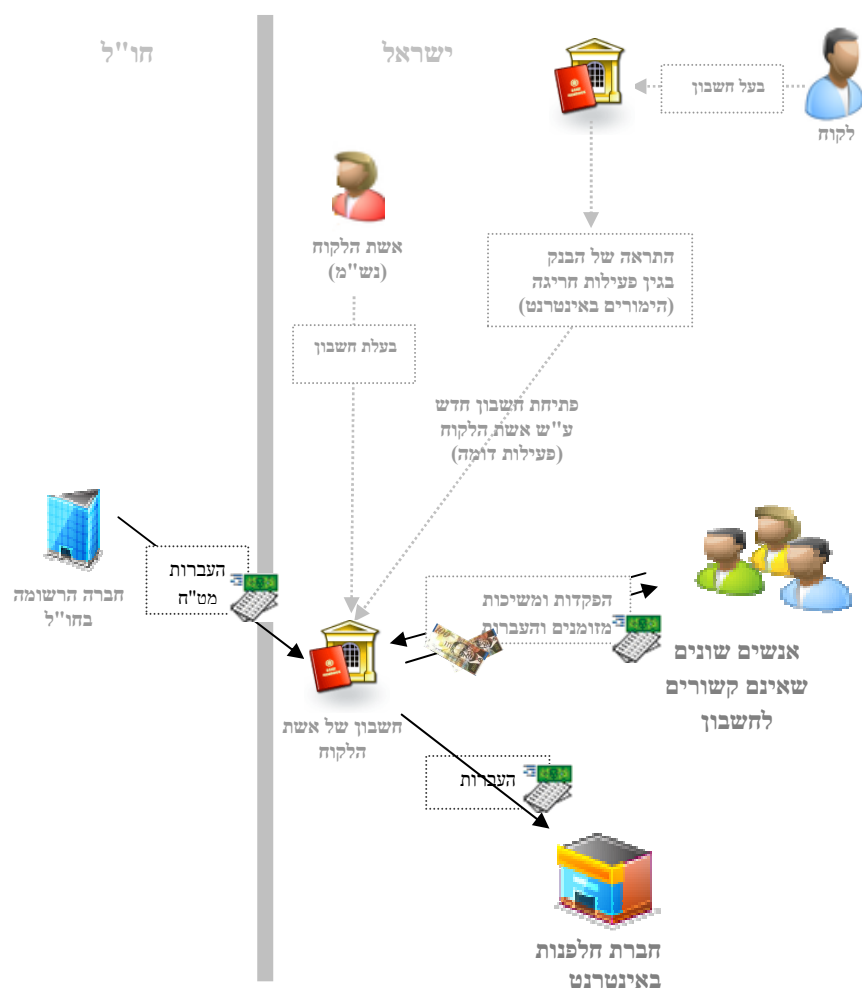 חו"ל
ישראל
בעל חשבון
לקוח
אשת הלקוח
(נש"מ)
התראה של הבנק
בגין פעילות חריגה
(הימורים באינטרנט)
בעלת חשבון
פתיחת חשבון חדש
ע"ש אשת הלקוח
(פעילות דומה)
העברות
מט"ח
חברה הרשומה
בחו"ל
הפקדות ומשיכות
מזומנים והעברות
אנשים שונים
שאינם קשורים
לחשבון
חשבון של אשת
הלקוח
העברות
חברת חלפנות
באינטרנט